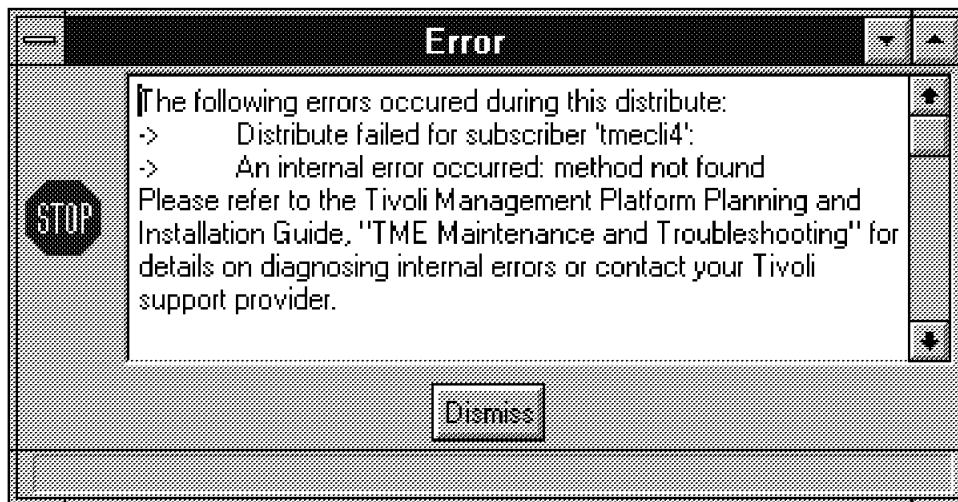 Error
The following errors occured during this distribute:
-> Distribute failed for subscriber 'tmecli4':
-> An internal error occurred: method not found
Please refer to the Tivoli Management Platform Planning and
Installation Guide, "TME Maintenance and Troubleshooting" for
details on diagnosing internal errors or contact your Tivoli
support provider.
STOP
Dismiss